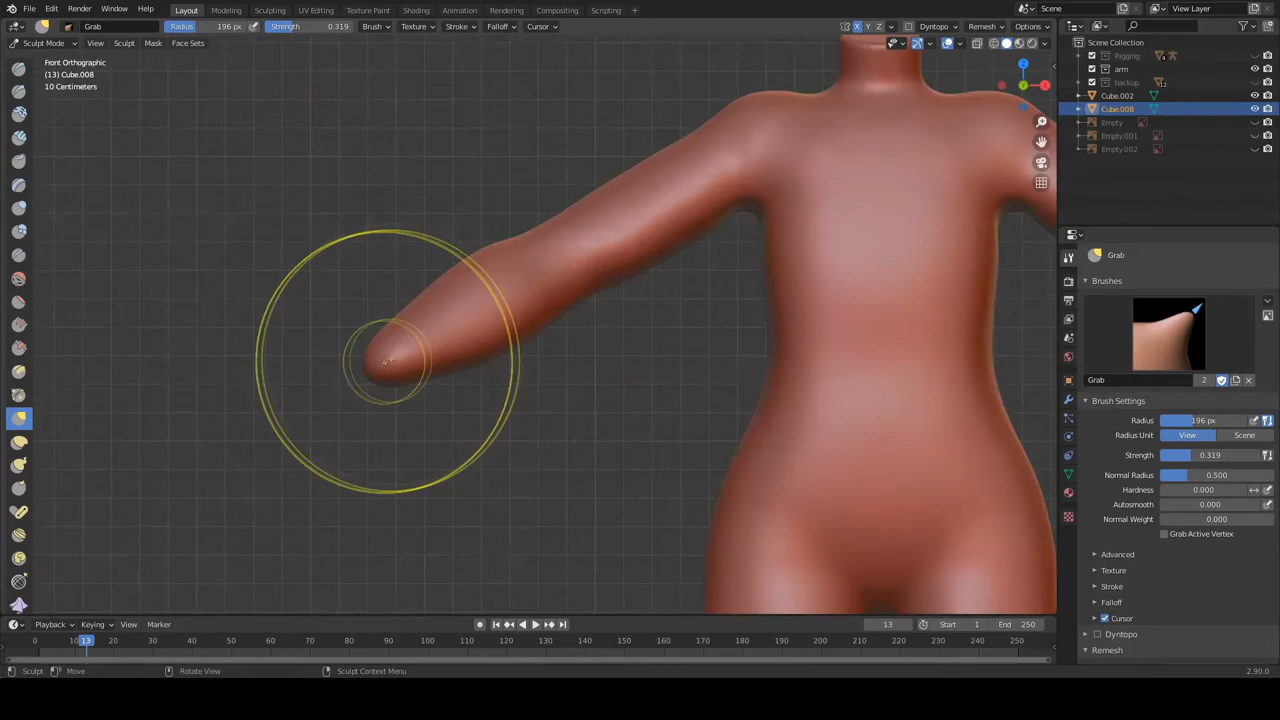 File Edit Render Window Help Layout Modeling Sculpting UV Editing Texture Paint Shading Animation Rendering Compositing Scripting + Scene View Layer
Grab Radius 196 px Strength 0.319 Brush Texture Stroke Falloff Cursor X Y Z Dyntopo Remesh Options
Sculpt Mode View Sculpt Mask Face Sets
Scene Collection
Rigging 4
arm
backup 12
Cube.002
Cube.008
Empty
Empty.001
Empty.002
Front Orthographic
(13) Cube.008
10 Centimeters
Z
X
Y
Grab
Brushes
Grab 2
Brush Settings
Radius 196 px
Radius Unit View Scene
Strength 0.319
Normal Radius 0.500
Hardness 0.000
Autosmooth 0.000
Normal Weight 0.000
Grab Active Vertex
Advanced
Texture
Stroke
Falloff
Cursor
Dyntopo
Remesh
Playback Keying View Marker 13 Start 1 End 250
0 10 13 20 30 40 50 60 70 80 90 100 110 120 130 140 150 160 170 180 190 200 210 220 230 240 250
Sculpt Move Rotate View Sculpt Context Menu 2.90.0